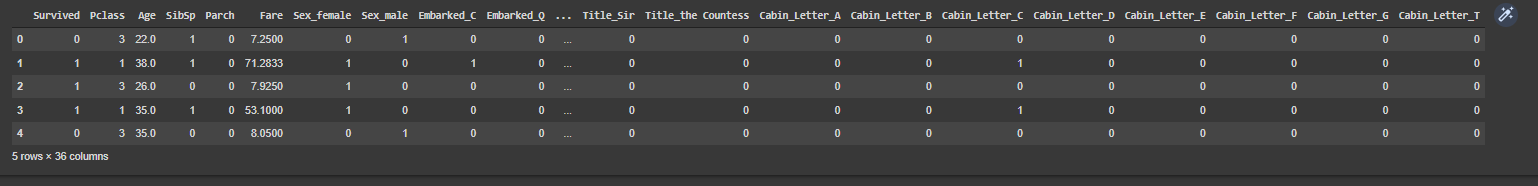 Survived Pclass Age SibSp Parch Fare Sex_female Sex_male Embarked_C Embarked_Q ... Title_Sir Title_the Countess Cabin_Letter_A Cabin_Letter_B Cabin_Letter_C Cabin_Letter_D Cabin_Letter_E Cabin_Letter_F Cabin_Letter_G Cabin_Letter_T
0 0 3 22.0 1 0 7.2500 0 1 0 0 ... 0 0 0 0 0 0 0 0 0 0
1 1 1 38.0 1 0 71.2833 1 0 1 0 ... 0 0 0 0 1 0 0 0 0 0
2 1 3 26.0 0 0 7.9250 1 0 0 0 ... 0 0 0 0 0 0 0 0 0 0
3 1 1 35.0 1 0 53.1000 1 0 0 0 ... 0 0 0 0 1 0 0 0 0 0
4 0 3 35.0 0 0 8.0500 0 1 0 0 ... 0 0 0 0 0 0 0 0 0 0
5 rows × 36 columns